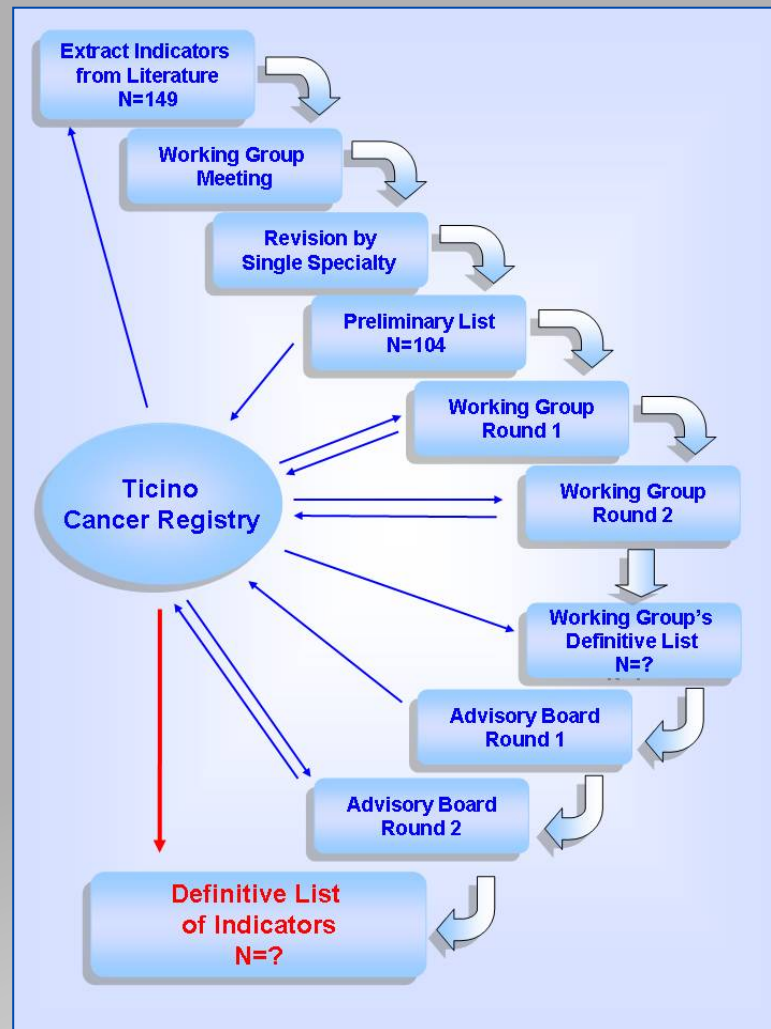 Extract Indicators
from Literature
N=149
Working Group
Meeting
Revision by
Single Specialty
Preliminary List
N=104
Working Group
Round 1
Ticino
Cancer Registry
Working Group
Round 2
Working Group's
Definitive List
N=?
Advisory Board
Round 1
Advisory Board
Round 2
Definitive List
of Indicators
N=?